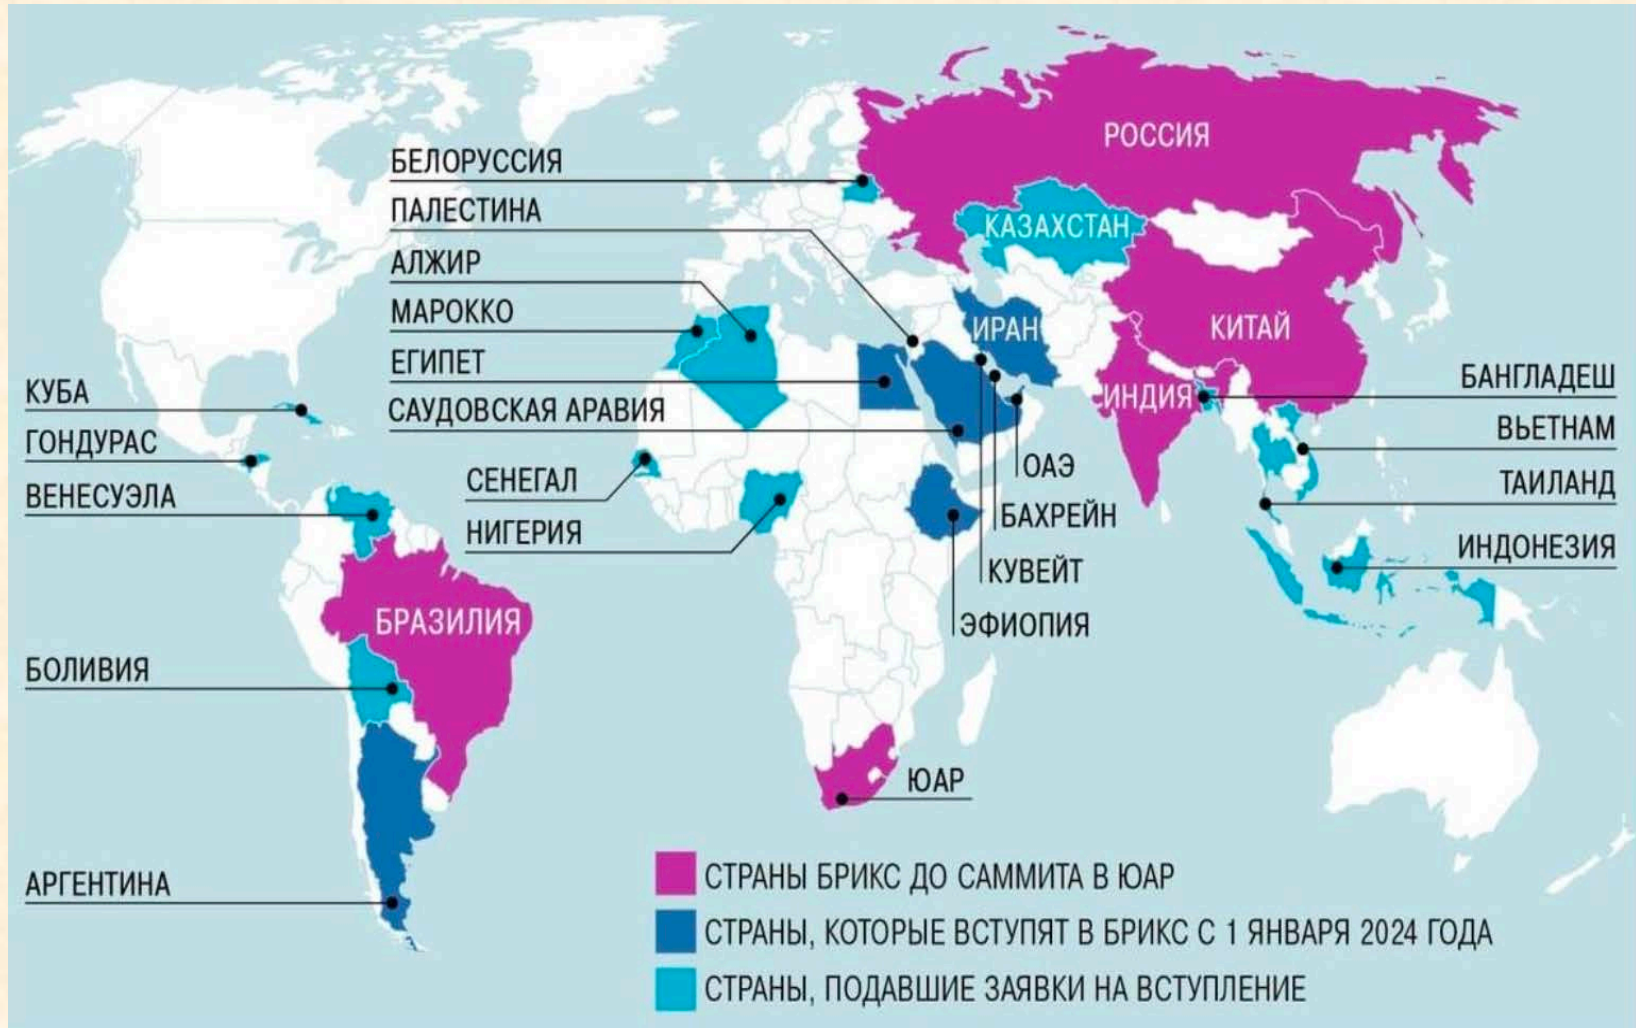 РОССИЯ
БЕЛОРУССИЯ
ПАЛЕСТИНА
КАЗАХСТАН
АЛЖИР
МАРОККО
ИРАН
КИТАЙ
ЕГИПЕТ
БАНГЛАДЕШ
КУБА
ИНДИЯ
САУДОВСКАЯ АРАВИЯ
ВЬЕТНАМ
ГОНДУРАС
ОАЭ
СЕНЕГАЛ
ТАИЛАНД
ВЕНЕСУЭЛА
БАХРЕЙН
НИГЕРИЯ
ИНДОНЕЗИЯ
КУВЕЙТ
БРАЗИЛИЯ
ЭФИОПИЯ
БОЛИВИЯ
ЮАР
АРГЕНТИНА
СТРАНЫ БРИКС ДО САММИТА В ЮАР
СТРАНЫ, КОТОРЫЕ ВСТУПЯТ В БРИКС С 1 ЯНВАРЯ 2024 ГОДА
СТРАНЫ, ПОДАВШИЕ ЗАЯВКИ НА ВСТУПЛЕНИЕ